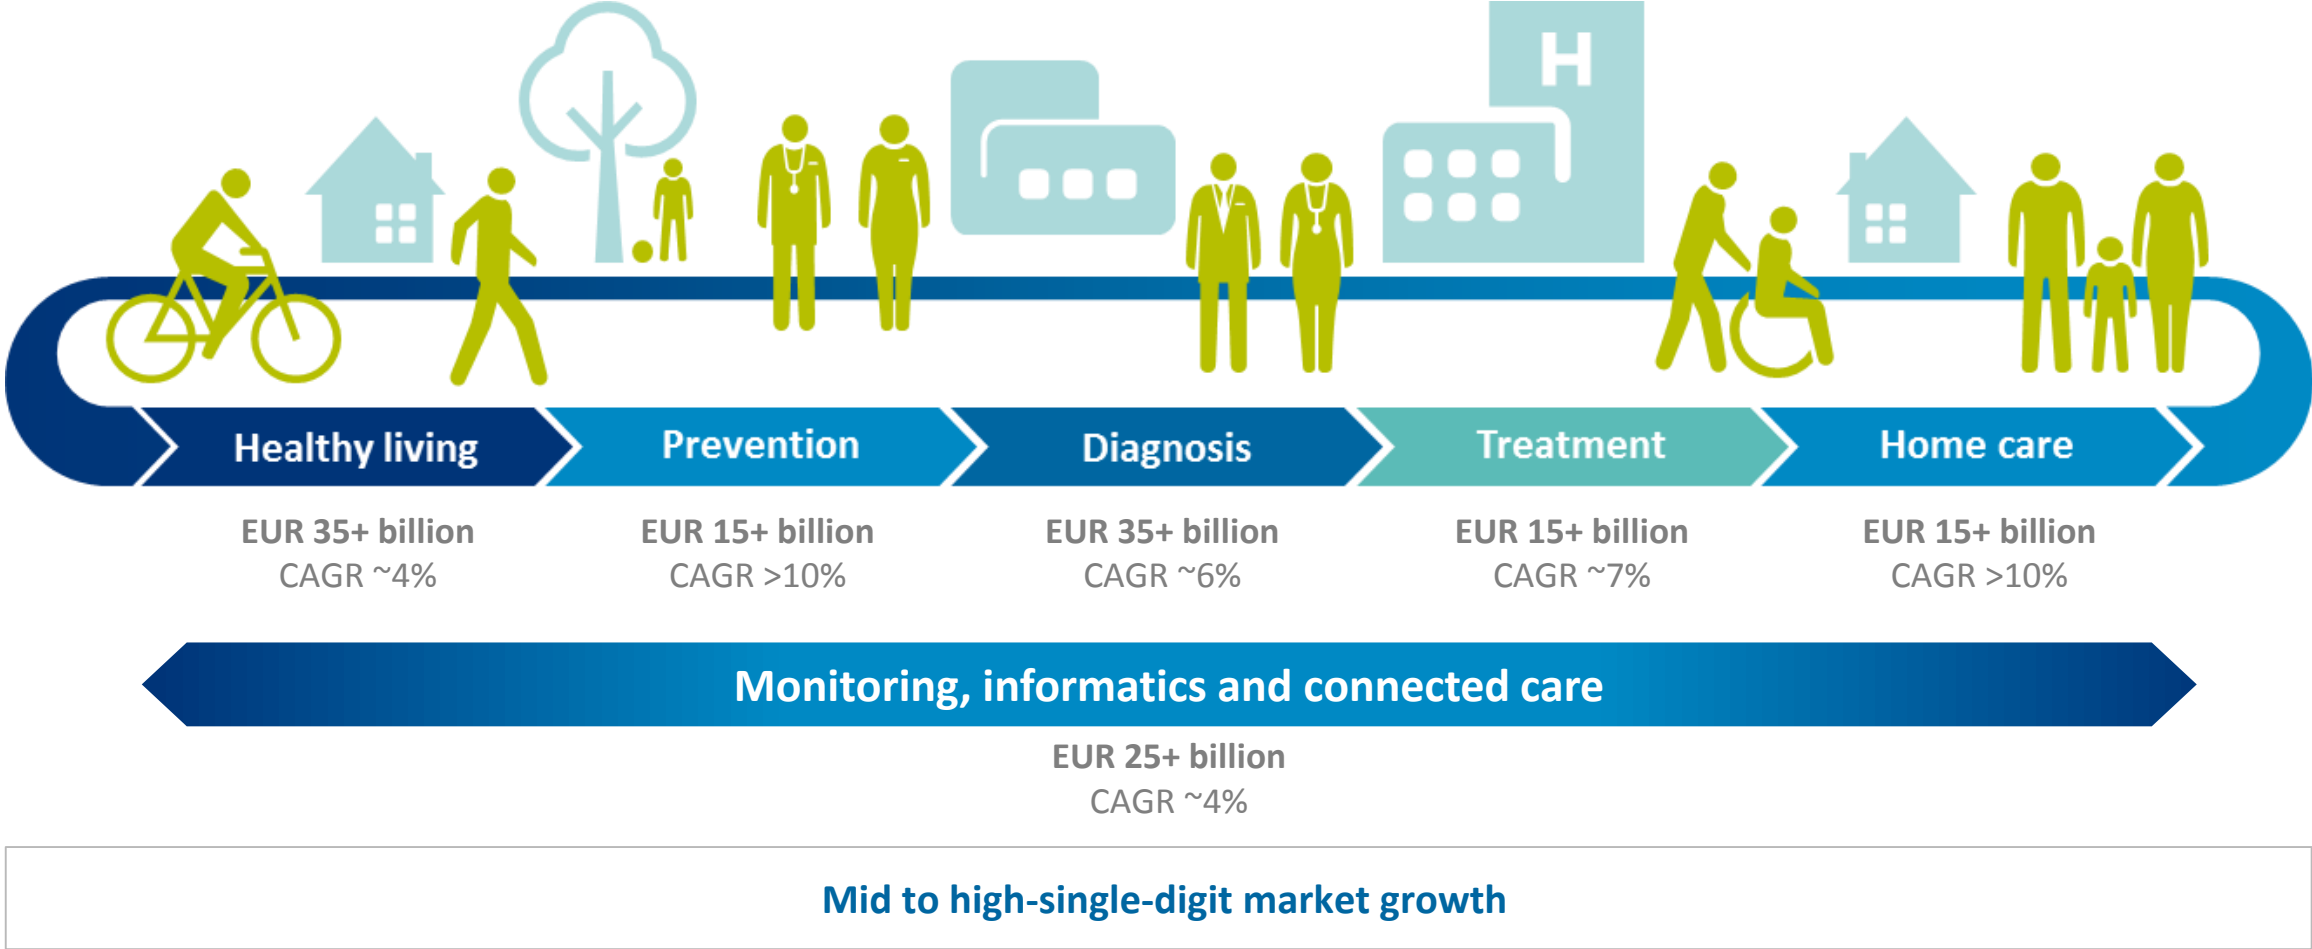 H
Healthy living
Prevention
Diagnosis
Treatment
Home care
EUR 35+ billion
CAGR ~4%
EUR 15+ billion
CAGR >10%
EUR 35+ billion
CAGR ~6%
EUR 15+ billion
CAGR ~7%
EUR 15+ billion
CAGR >10%
Monitoring, informatics and connected care
EUR 25+ billion
CAGR ~4%
Mid to high-single-digit market growth